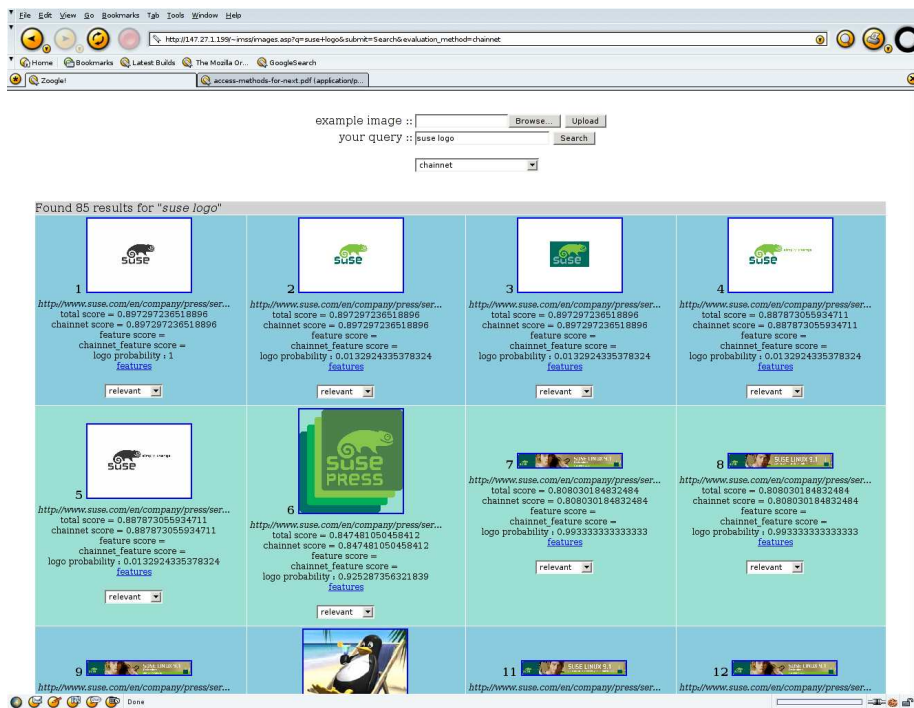 File Edit View Go Bookmarks Tab Tools Window Help
http://147.27.1.199/~imss/images.asp?q=suse+logo&submit=Search&evaluation_method=chainnet
Home Bookmarks Latest Builds The Mozilla Or... GoogleSearch
Zoogle! access-methods-for-next.pdf (application/p...
example image :: Browse... Upload
your query :: suse logo Search
chainnet
Found 85 results for "suse logo"
suse suse suse suse
1 2 3 4
http://www.suse.com/en/company/press/ser... http://www.suse.com/en/company/press/ser... http://www.suse.com/en/company/press/ser... http://www.suse.com/en/company/press/ser...
total score = 0.897297236518896 total score = 0.897297236518896 total score = 0.897297236518896 total score = 0.887873055934711
chainnet score = 0.897297236518896 chainnet score = 0.897297236518896 chainnet score = 0.897297236518896 chainnet score = 0.887873055934711
feature score = feature score = feature score = feature score =
chainnet_feature score = chainnet_feature score = chainnet_feature score = chainnet_feature score =
logo probability : 1 logo probability : 0.0132924335378324 logo probability : 0.0132924335378324 logo probability : 0.0132924335378324
features features features features
relevant relevant relevant relevant
suse
SUSE
PRESS
SUSE LINUX 9.1 SUSE LINUX 9.1
5 6 7 8
http://www.suse.com/en/company/press/ser... http://www.suse.com/en/company/press/ser... http://www.suse.com/en/company/press/ser... http://www.suse.com/en/company/press/ser...
total score = 0.887873055934711 total score = 0.847481050458412 total score = 0.808030184832484 total score = 0.808030184832484
chainnet score = 0.887873055934711 chainnet score = 0.847481050458412 chainnet score = 0.808030184832484 chainnet score = 0.808030184832484
feature score = feature score = feature score = feature score =
chainnet_feature score = chainnet_feature score = chainnet_feature score = chainnet_feature score =
logo probability : 0.0132924335378324 logo probability : 0.925287356321839 logo probability : 0.993333333333333 logo probability : 0.993333333333333
features features features features
relevant relevant relevant relevant
9 SUSE LINUX 9.1 11 SUSE LINUX 9.1 12 SUSE LINUX 9.1
http://www.suse.com/en/company/press/ser... http://www.suse.com/en/company/press/ser... http://www.suse.com/en/company/press/ser...
Done